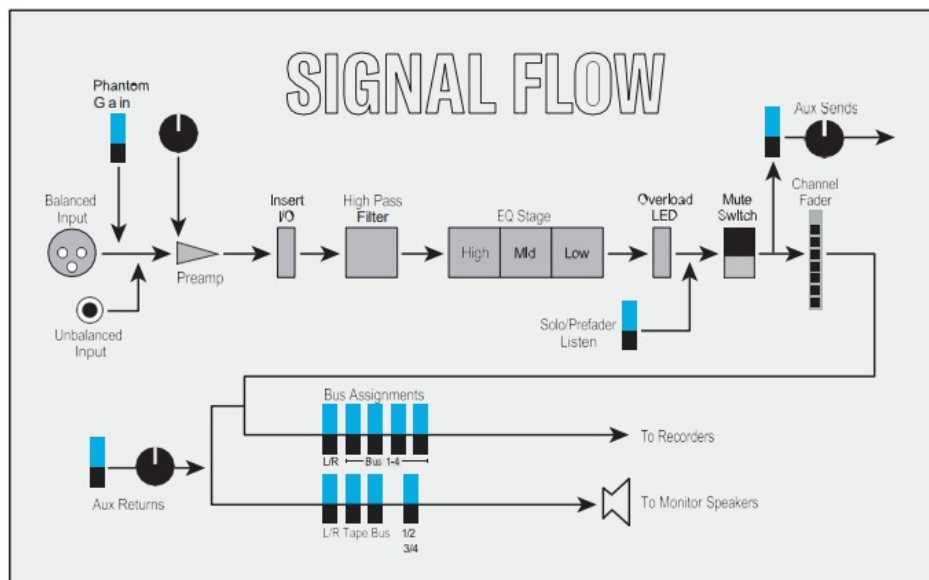 SIGNAL FLOW
Phantom
Gain
Aux Sends
Balanced
Input
Insert
I/O
High Pass
Filter
EQ Stage
Overload
LED
Mute
Switch
Channel
Fader
High
Mid
Low
Preamp
Unbalanced
Input
Solo/Prefader
Listen
Bus Assignments
To Recorders
L/R
Bus 1-4
Aux Returns
To Monitor Speakers
L/R Tape Bus
1/2
3/4